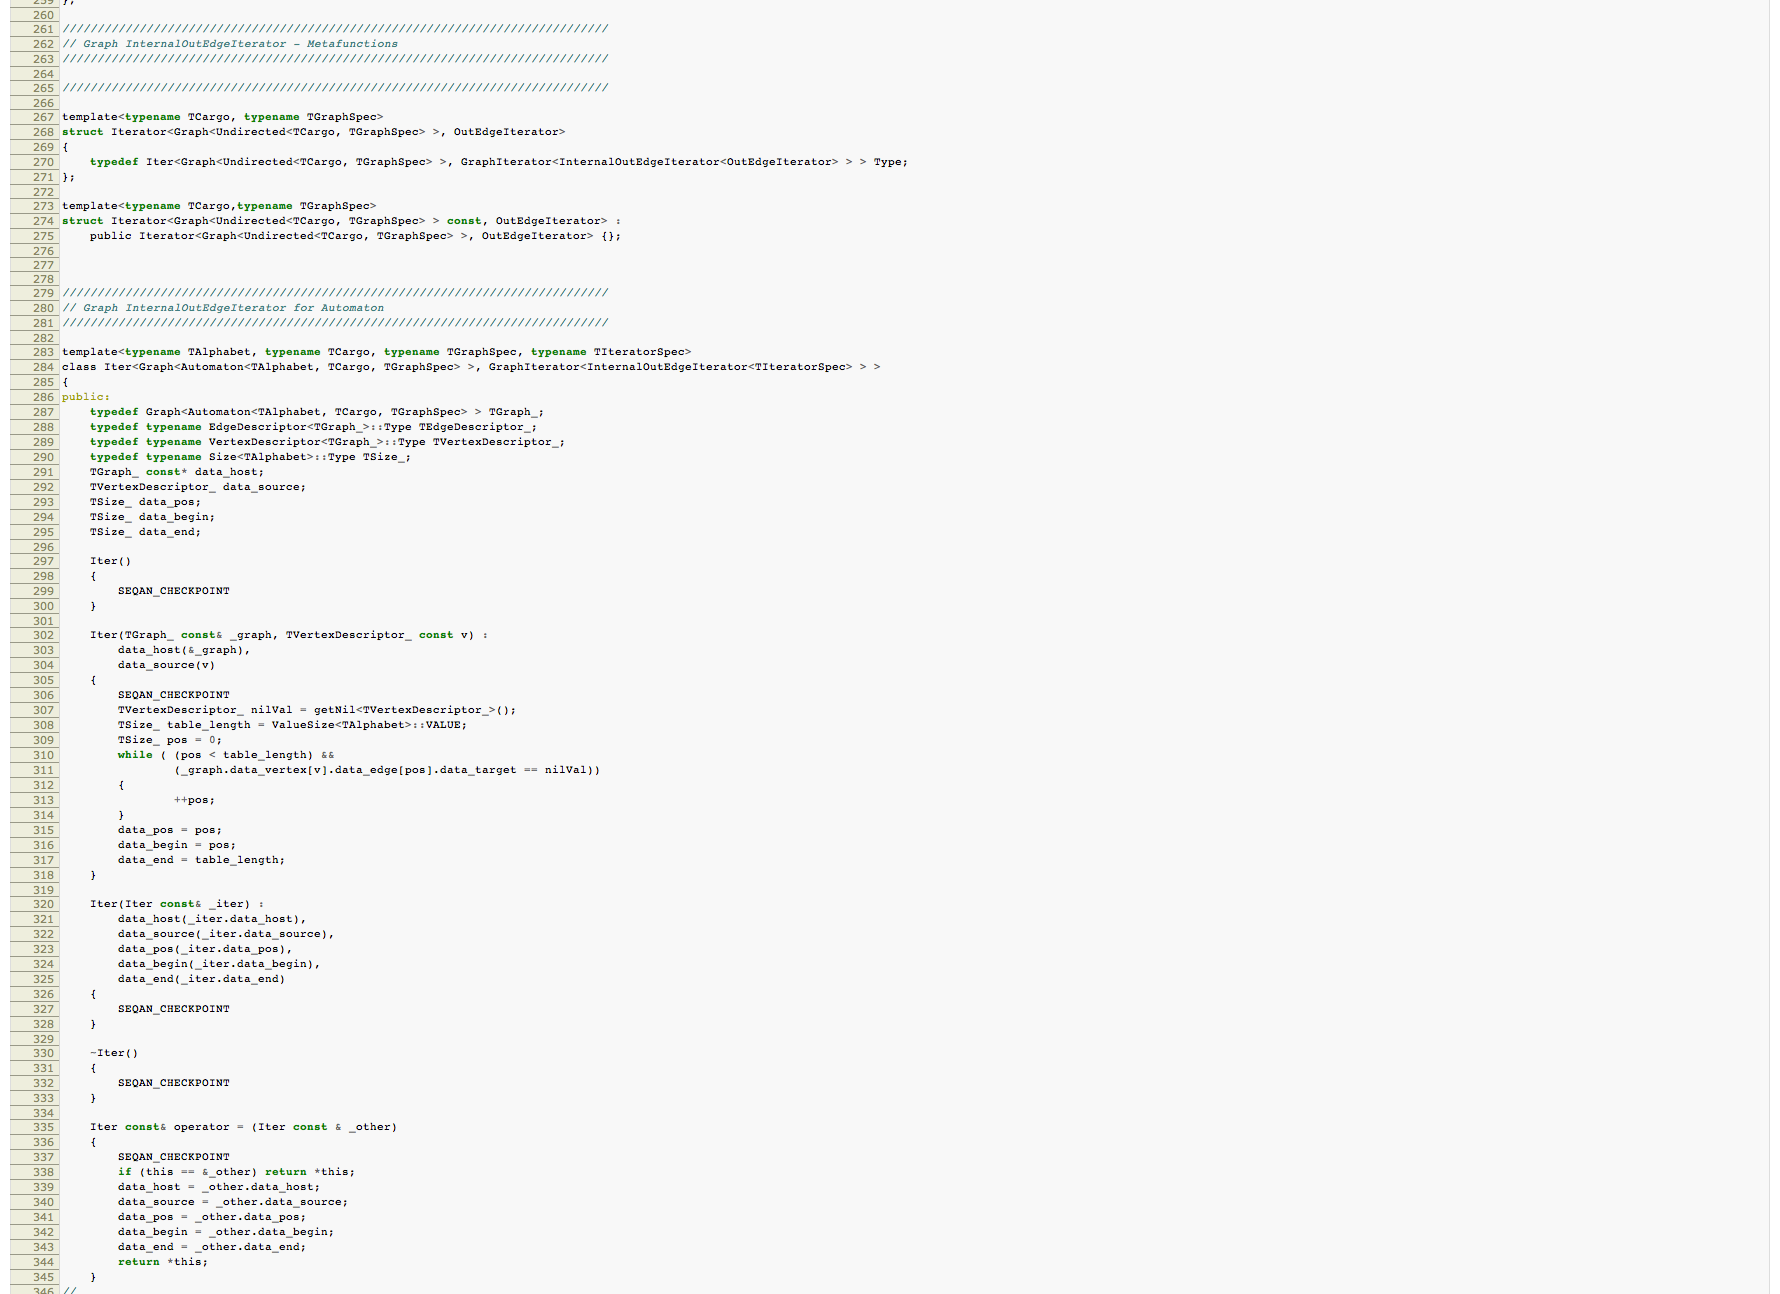 259 };
260
261 //////////////////////////////////////////////////////////////////////////////
262 // Graph InternalOutEdgeIterator - Metafunctions
263 //////////////////////////////////////////////////////////////////////////////
264
265 //////////////////////////////////////////////////////////////////////////////
266
267 template<typename TCargo, typename TGraphSpec>
268 struct Iterator<Graph<Undirected<TCargo, TGraphSpec> >, OutEdgeIterator>
269 {
270     typedef Iter<Graph<Undirected<TCargo, TGraphSpec> >, GraphIterator<InternalOutEdgeIterator<OutEdgeIterator> > > Type;
271 };
272
273 template<typename TCargo,typename TGraphSpec>
274 struct Iterator<Graph<Undirected<TCargo, TGraphSpec> > const, OutEdgeIterator> :
275     public Iterator<Graph<Undirected<TCargo, TGraphSpec> >, OutEdgeIterator> {};
276
277
278
279 //////////////////////////////////////////////////////////////////////////////
280 // Graph InternalOutEdgeIterator for Automaton
281 //////////////////////////////////////////////////////////////////////////////
282
283 template<typename TAlphabet, typename TCargo, typename TGraphSpec, typename TIteratorSpec>
284 class Iter<Graph<Automaton<TAlphabet, TCargo, TGraphSpec> >, GraphIterator<InternalOutEdgeIterator<TIteratorSpec> > >
285 {
286 public:
287     typedef Graph<Automaton<TAlphabet, TCargo, TGraphSpec> > TGraph_;
288     typedef typename EdgeDescriptor<TGraph_>::Type TEdgeDescriptor_;
289     typedef typename VertexDescriptor<TGraph_>::Type TVertexDescriptor_;
290     typedef typename Size<TAlphabet>::Type TSize_;
291     TGraph_ const* data_host;
292     TVertexDescriptor_ data_source;
293     TSize_ data_pos;
294     TSize_ data_begin;
295     TSize_ data_end;
296
297     Iter()
298     {
299         SEQAN_CHECKPOINT
300     }
301
302     Iter(TGraph_ const& _graph, TVertexDescriptor_ const v) :
303         data_host(&_graph),
304         data_source(v)
305     {
306         SEQAN_CHECKPOINT
307         TVertexDescriptor_ nilVal = getNil<TVertexDescriptor_>();
308         TSize_ table_length = ValueSize<TAlphabet>::VALUE;
309         TSize_ pos = 0;
310         while ( (pos < table_length) &&
311                 (_graph.data_vertex[v].data_edge[pos].data_target == nilVal))
312         {
313                 ++pos;
314         }
315         data_pos = pos;
316         data_begin = pos;
317         data_end = table_length;
318     }
319
320     Iter(Iter const& _iter) :
321         data_host(_iter.data_host),
322         data_source(_iter.data_source),
323         data_pos(_iter.data_pos),
324         data_begin(_iter.data_begin),
325         data_end(_iter.data_end)
326     {
327         SEQAN_CHECKPOINT
328     }
329
330     ~Iter()
331     {
332         SEQAN_CHECKPOINT
333     }
334
335     Iter const& operator = (Iter const & _other)
336     {
337         SEQAN_CHECKPOINT
338         if (this == &_other) return *this;
339         data_host = _other.data_host;
340         data_source = _other.data_source;
341         data_pos = _other.data_pos;
342         data_begin = _other.data_begin;
343         data_end = _other.data_end;
344         return *this;
345     }
346 //